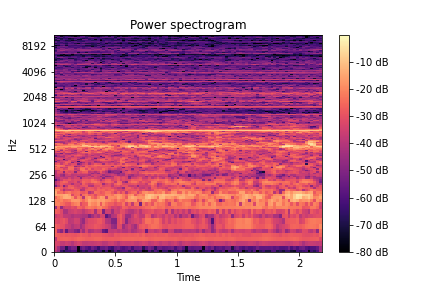 Power spectrogram
8192
4096
2048
1024
512
256
128
64
0
Hz
0
0.5
1
1.5
2
Time
-10 dB
-20 dB
-30 dB
-40 dB
-50 dB
-60 dB
-70 dB
-80 dB